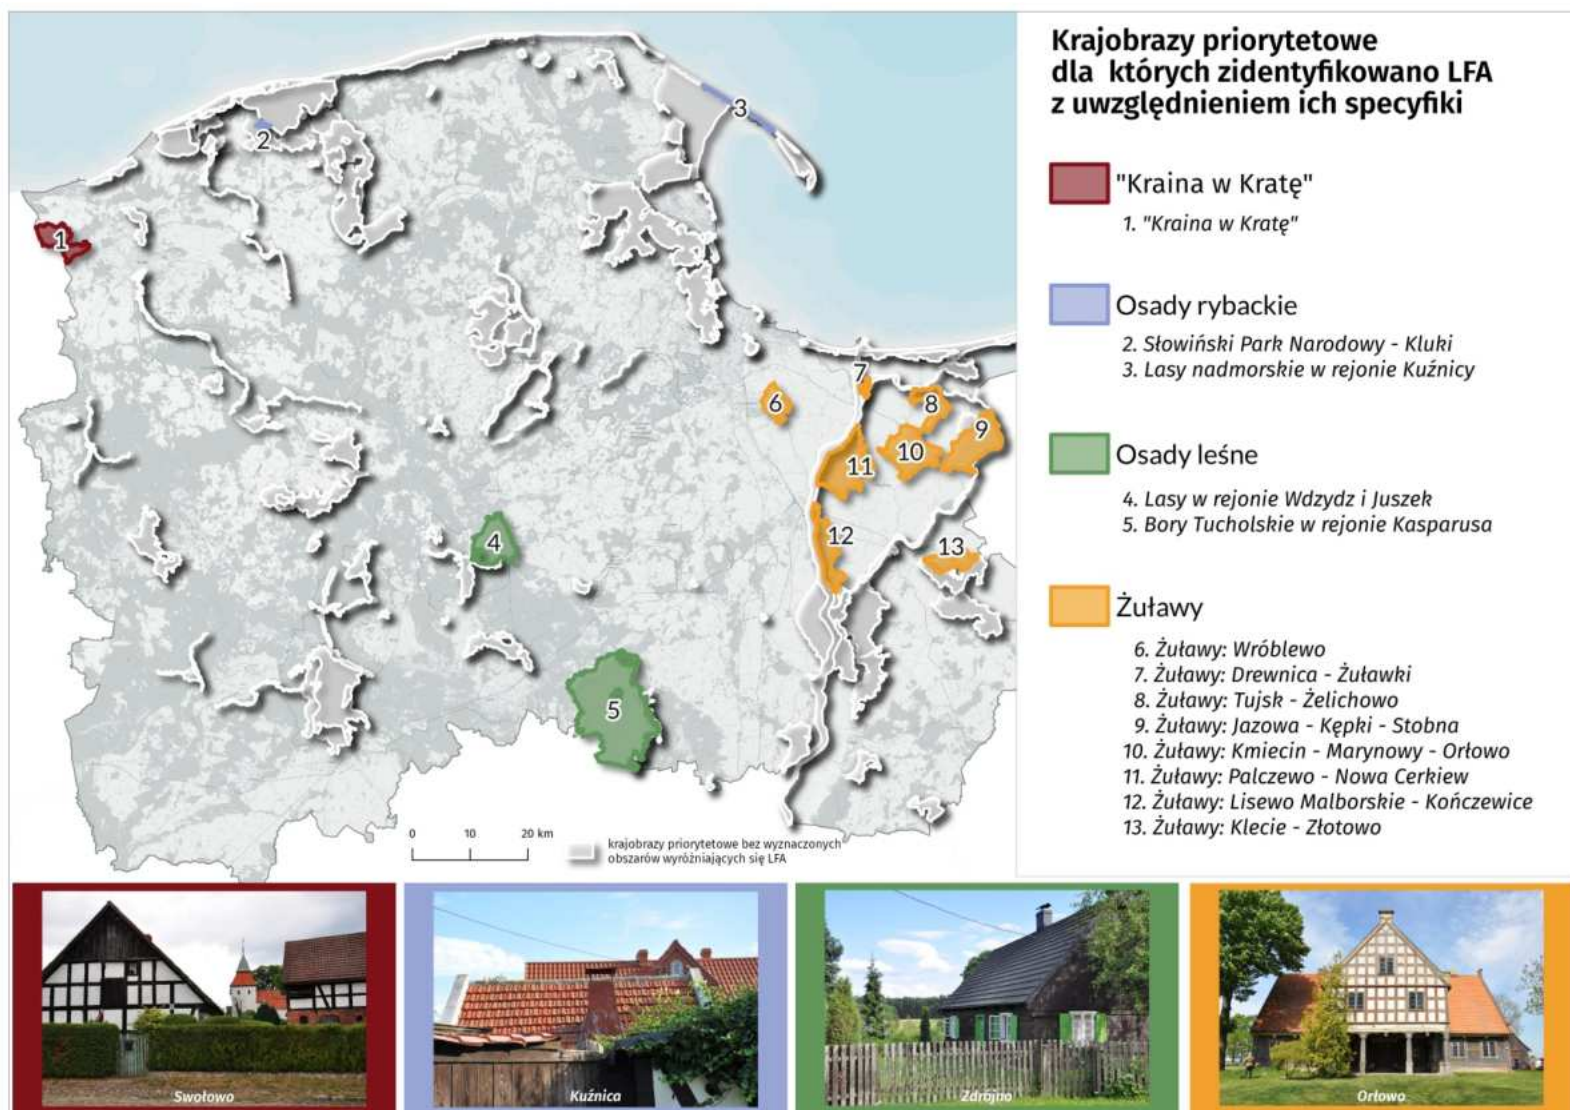 Krajobrazy priorytetowe
dla których zidentyfikowano LFA
z uwzględnieniem ich specyfiki
"Kraina w Kratę"
1. "Kraina w Kratę"
Osady rybackie
2. Słowiński Park Narodowy - Kluki
3. Lasy nadmorskie w rejonie Kuźnicy
Osady leśne
4. Lasy w rejonie Wdzydz i Juszek
5. Bory Tucholskie w rejonie Kasparusa
Żuławy
6. Żuławy: Wróblewo
7. Żuławy: Drewnica - Żuławki
8. Żuławy: Tujsk - Żelichowo
9. Żuławy: Jazowa - Kępki - Stobna
10. Żuławy: Kmiecin - Marynowy - Orłowo
11. Żuławy: Palczewo - Nowa Cerkiew
12. Żuławy: Lisewo Malborskie - Kończewice
13. Żuławy: Klecie - Złotowo
3
2
1
7
6
8
9
10
11
12
4
13
5
0 10 20 km
krajobrazy priorytetowe bez wyznaczonych
obszarów wyróżniających się LFA
Swołowo
Kuźnica
Zdrójno
Orłowo